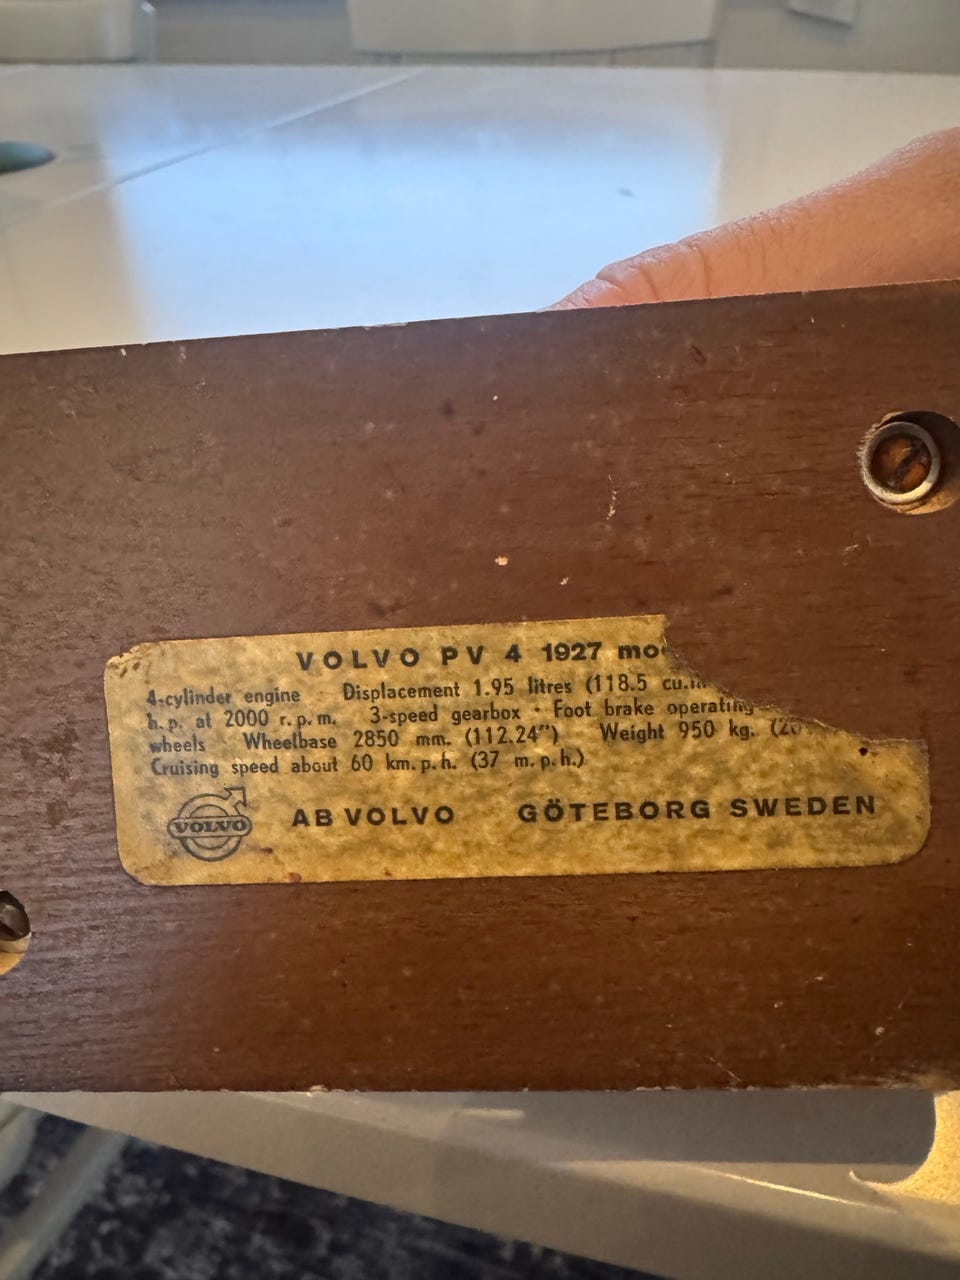 VOLVO PV 4 1927
4-cylinder engine Displacement 1.95 litres (118.5
h.p. at 2000 r.p.m. 3-speed gearbox · Foot brake operating
wheels Wheelbase 2850 mm. (112.24") Weight 950 kg.
Cruising speed about 60 km.p.h. (37 m.p.h.)
VOLVO
AB VOLVO GÖTEBORG SWEDEN